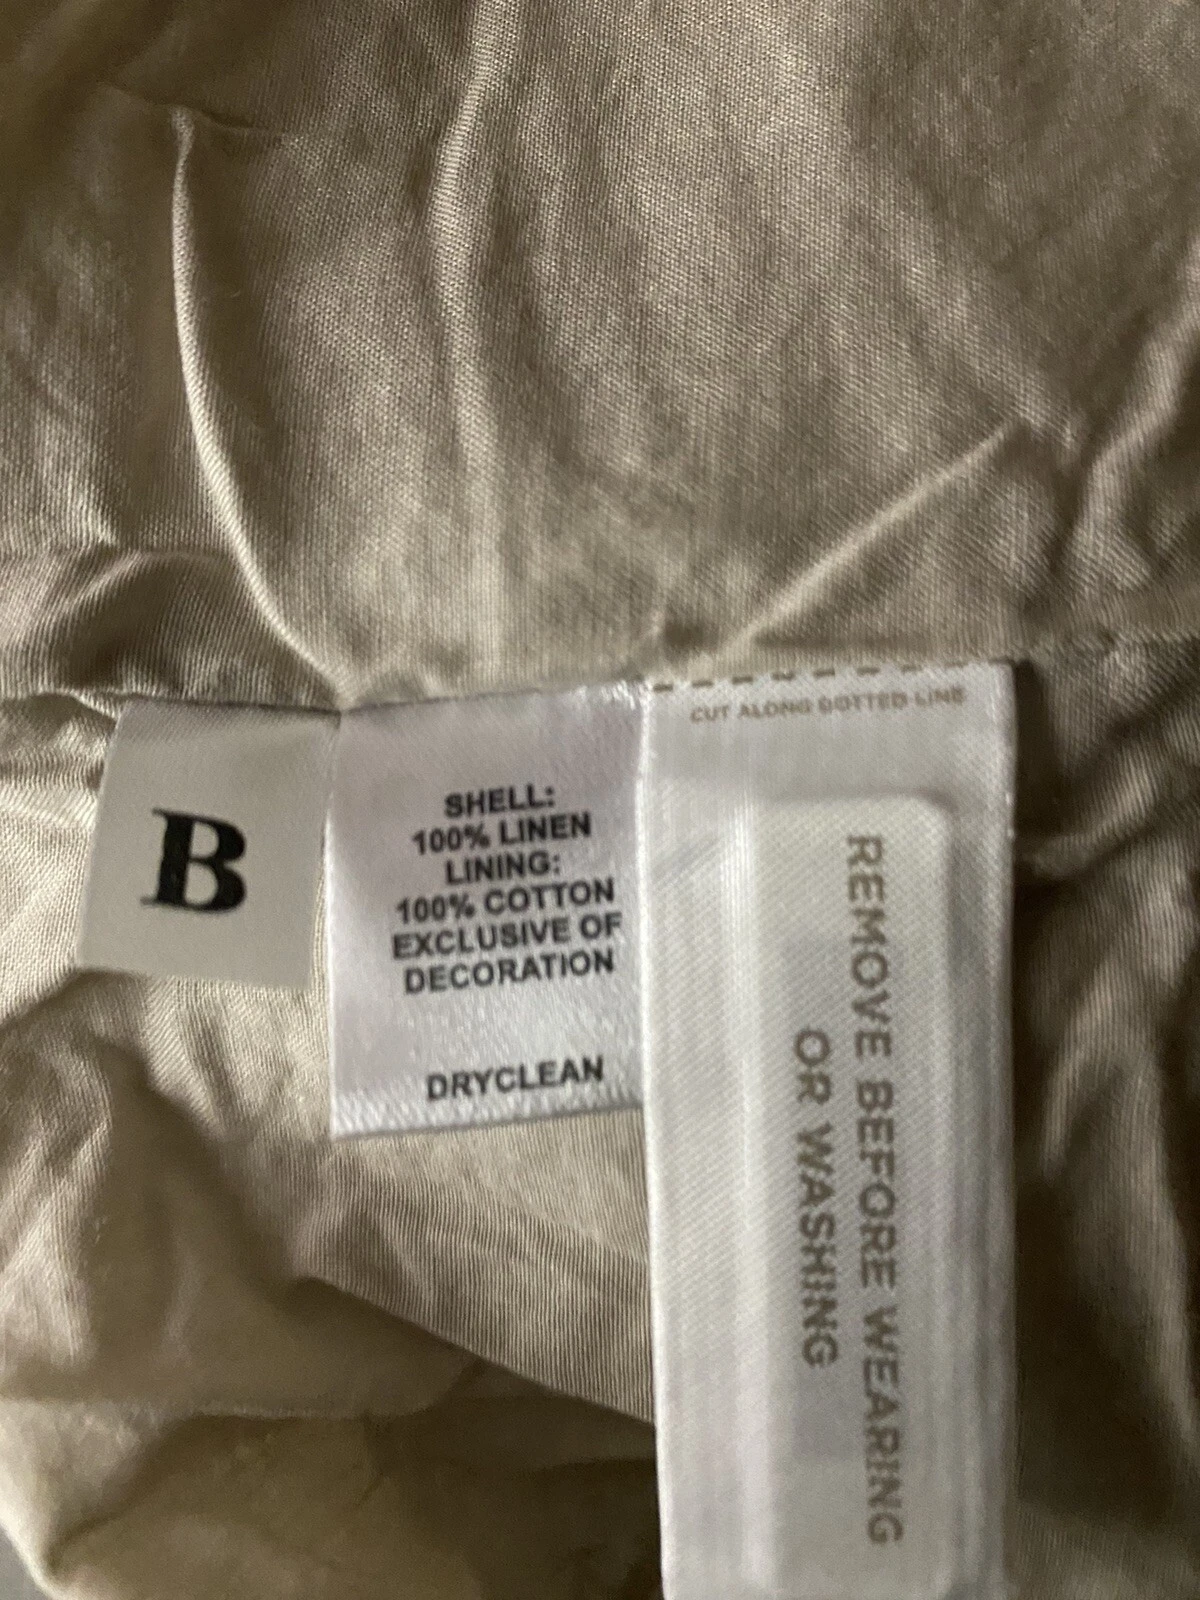 B
SHELL:
100% LINEN
LINING:
100% COTTON
EXCLUSIVE OF
DECORATION
DRYCLEAN
CUT ALONG DOTTED LINE
REMOVE BEFORE WEARING
OR WASHING